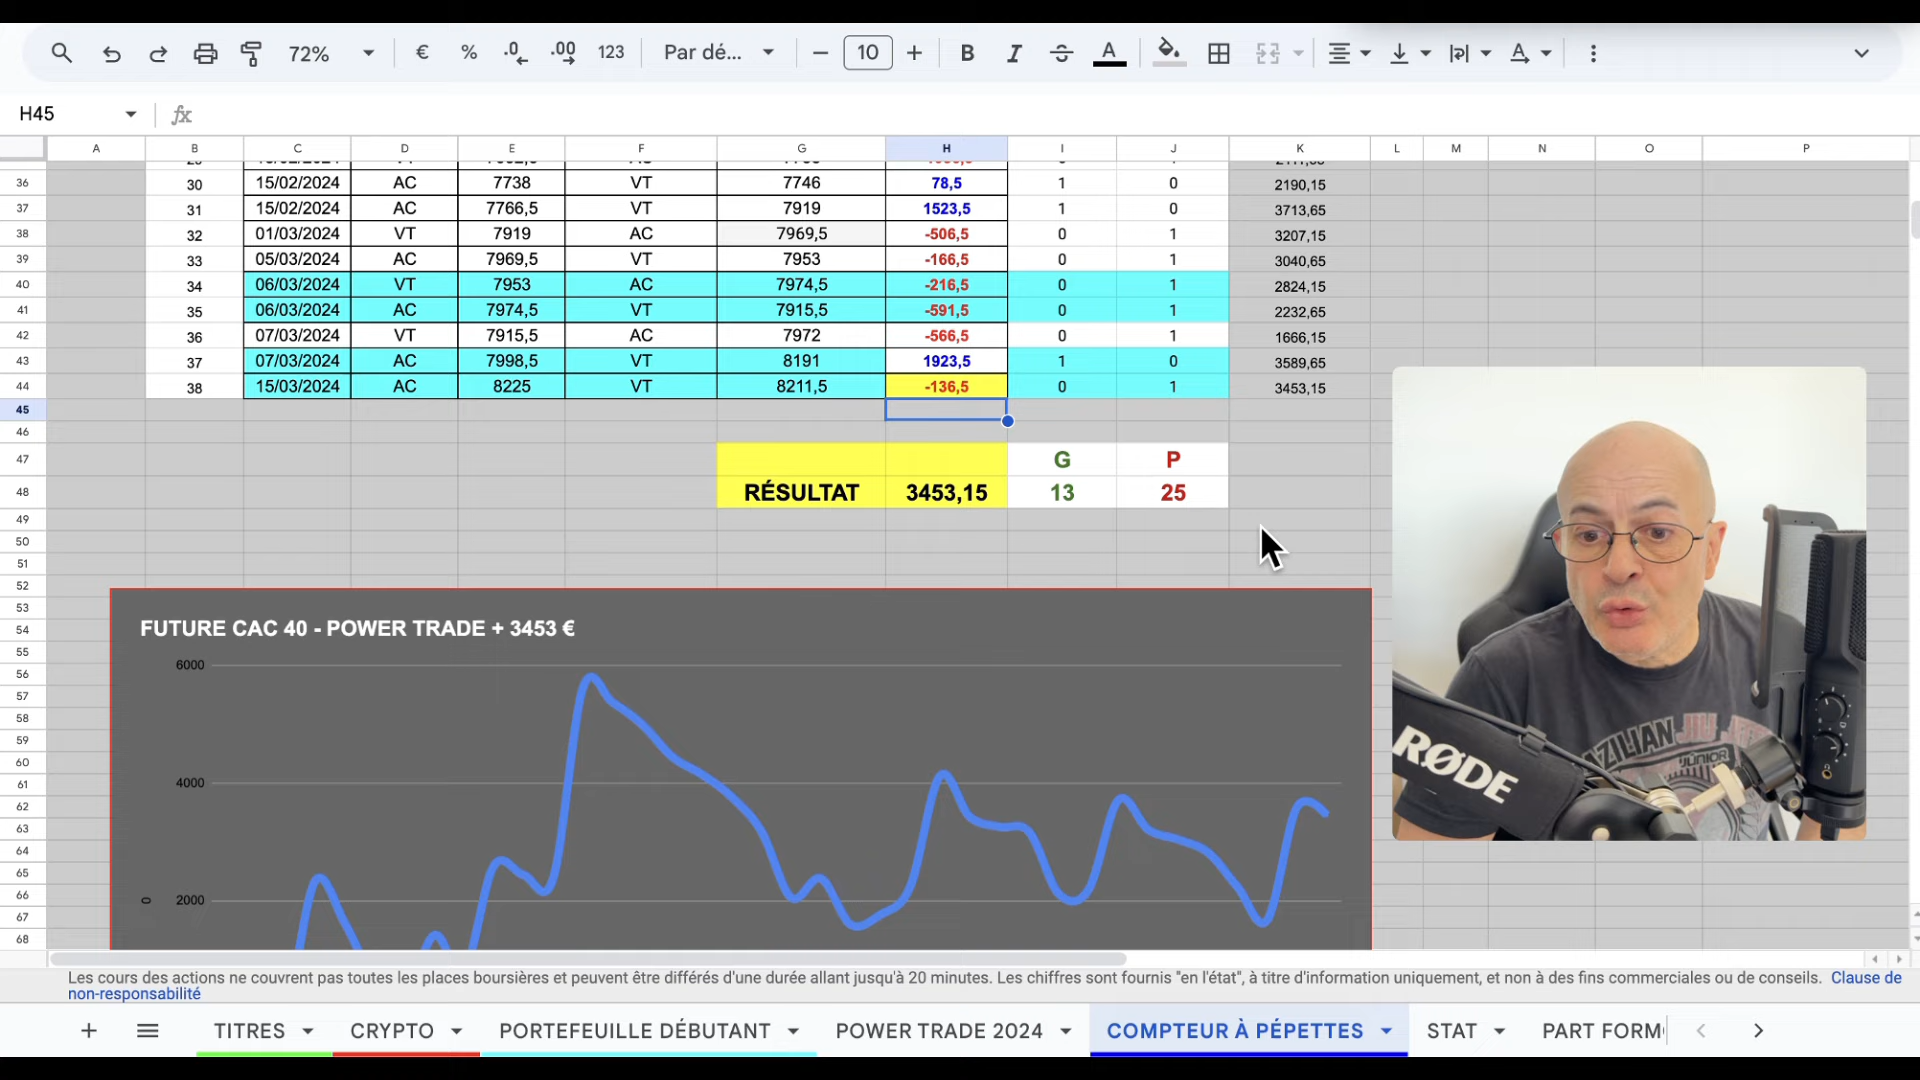 72% € % .0 .00 123 Par dé... 10 B I A
H45 fx
A B C D E F G H I J K L M N O P
36 30 15/02/2024 AC 7738 VT 7746 78,5 1 0 2190,15
37 31 15/02/2024 AC 7766,5 VT 7919 1523,5 1 0 3713,65
38 32 01/03/2024 VT 7919 AC 7969,5 -506,5 0 1 3207,15
39 33 05/03/2024 AC 7969,5 VT 7953 -166,5 0 1 3040,65
40 34 06/03/2024 VT 7953 AC 7974,5 -216,5 0 1 2824,15
41 35 06/03/2024 AC 7974,5 VT 7915,5 -591,5 0 1 2232,65
42 36 07/03/2024 VT 7915,5 AC 7972 -566,5 0 1 1666,15
43 37 07/03/2024 AC 7998,5 VT 8191 1923,5 1 0 3589,65
44 38 15/03/2024 AC 8225 VT 8211,5 -136,5 0 1 3453,15
45
46
47 G P
48 RÉSULTAT 3453,15 13 25
49
50
51
52
53
54 FUTURE CAC 40 - POWER TRADE + 3453 €
55
56 6000
57
58
59
60
61 4000
62
63
64
65
66 0 2000
67
68
RØDE
JUNIOR
Les cours des actions ne couvrent pas toutes les places boursières et peuvent être différés d'une durée allant jusqu'à 20 minutes. Les chiffres sont fournis "en l'état", à titre d'information uniquement, et non à des fins commerciales ou de conseils. Clause de
non-responsabilité
+ TITRES CRYPTO PORTEFEUILLE DÉBUTANT POWER TRADE 2024 COMPTEUR À PÉPETTES STAT PART FORM